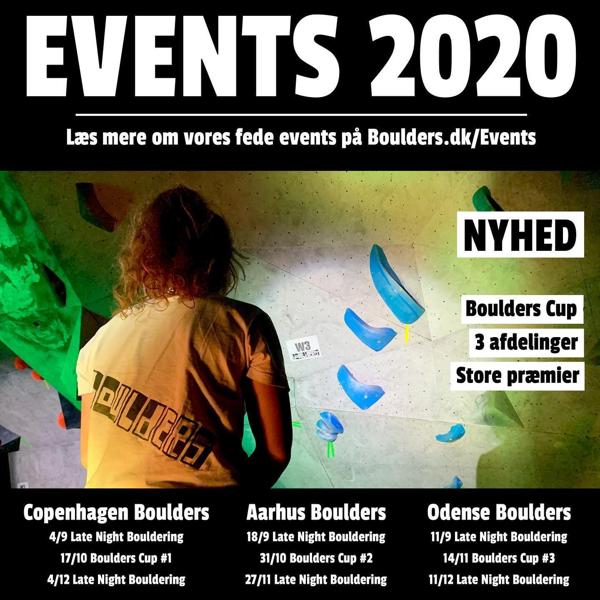 EVENTS 2020
Læs mere om vores fede events på Boulders.dk/Events
NYHED
Boulders Cup
3 afdelinger
Store præmier
W3
BOULDERS
Copenhagen Boulders
4/9 Late Night Bouldering
17/10 Boulders Cup #1
4/12 Late Night Bouldering
Aarhus Boulders
18/9 Late Night Bouldering
31/10 Boulders Cup #2
27/11 Late Night Bouldering
Odense Boulders
11/9 Late Night Bouldering
14/11 Boulders Cup #3
11/12 Late Night Bouldering